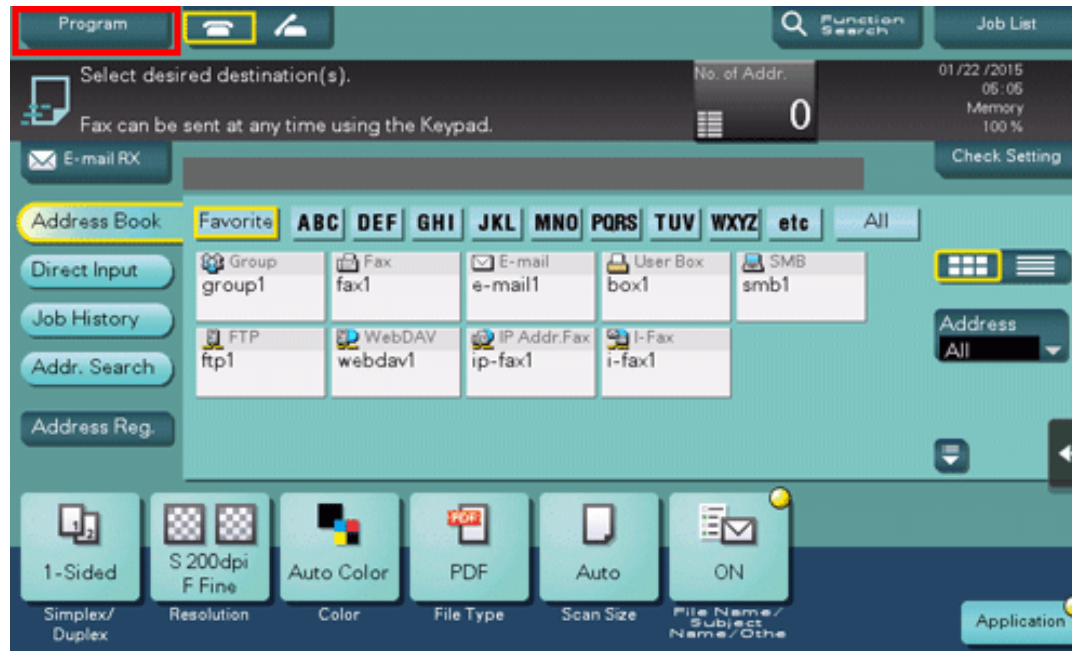 Program
Function
Search
Job List
Select desired destination(s).
Fax can be sent at any time using the Keypad.
No. of Addr.
0
01/22/2015
05:05
Memory
100 %
E-mail RX
Check Setting
Address Book
Favorite ABC DEF GHI JKL MNO PQRS TUV WXYZ etc All
Direct Input
Job History
Addr. Search
Address Reg.
Group
group1
Fax
fax1
E-mail
e-mail1
User Box
box1
SMB
smb1
FTP
ftp1
WebDAV
webdav1
IP Addr.Fax
ip-fax1
I-Fax
i-fax1
Address
All
1 2
1-Sided
Simplex/
Duplex
S 200dpi
F Fine
Resolution
Auto Color
Color
PDF
PDF
File Type
Auto
Scan Size
ON
File Name/
Subject
Name/Othe
Application